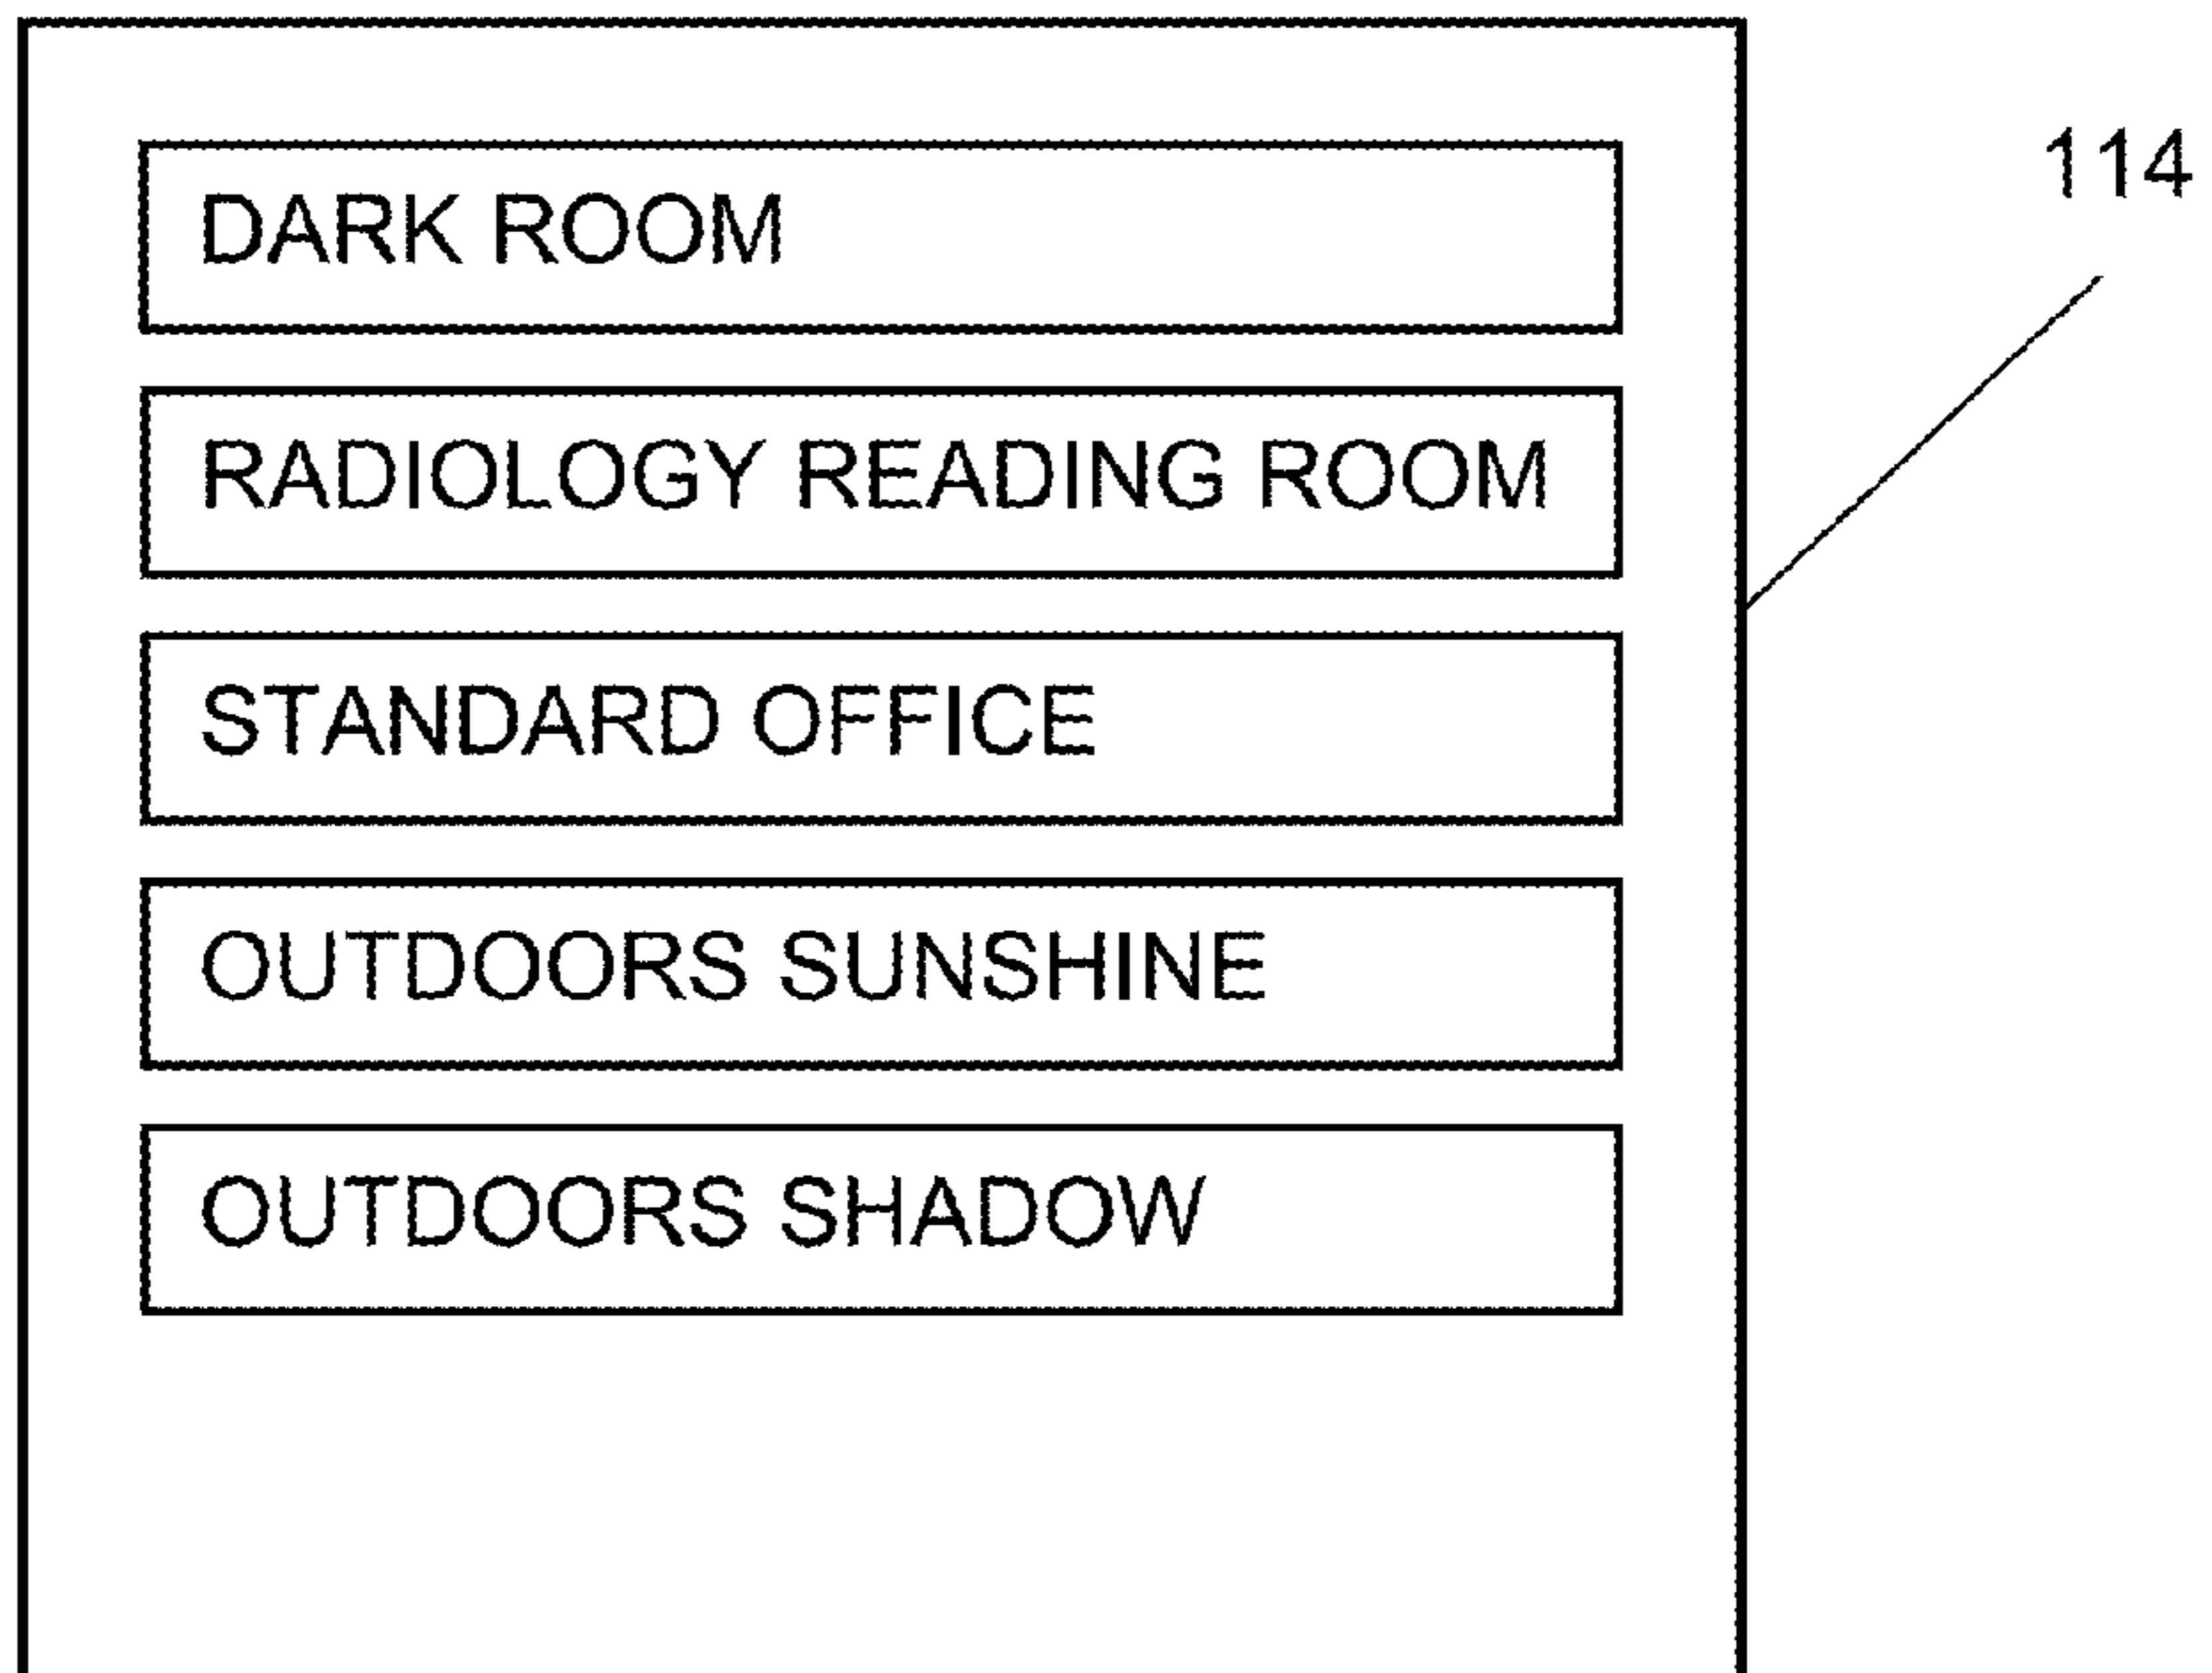 114
DARK ROOM
RADIOLOGY READING ROOM
STANDARD OFFICE
OUTDOORS SUNSHINE
OUTDOORS SHADOW